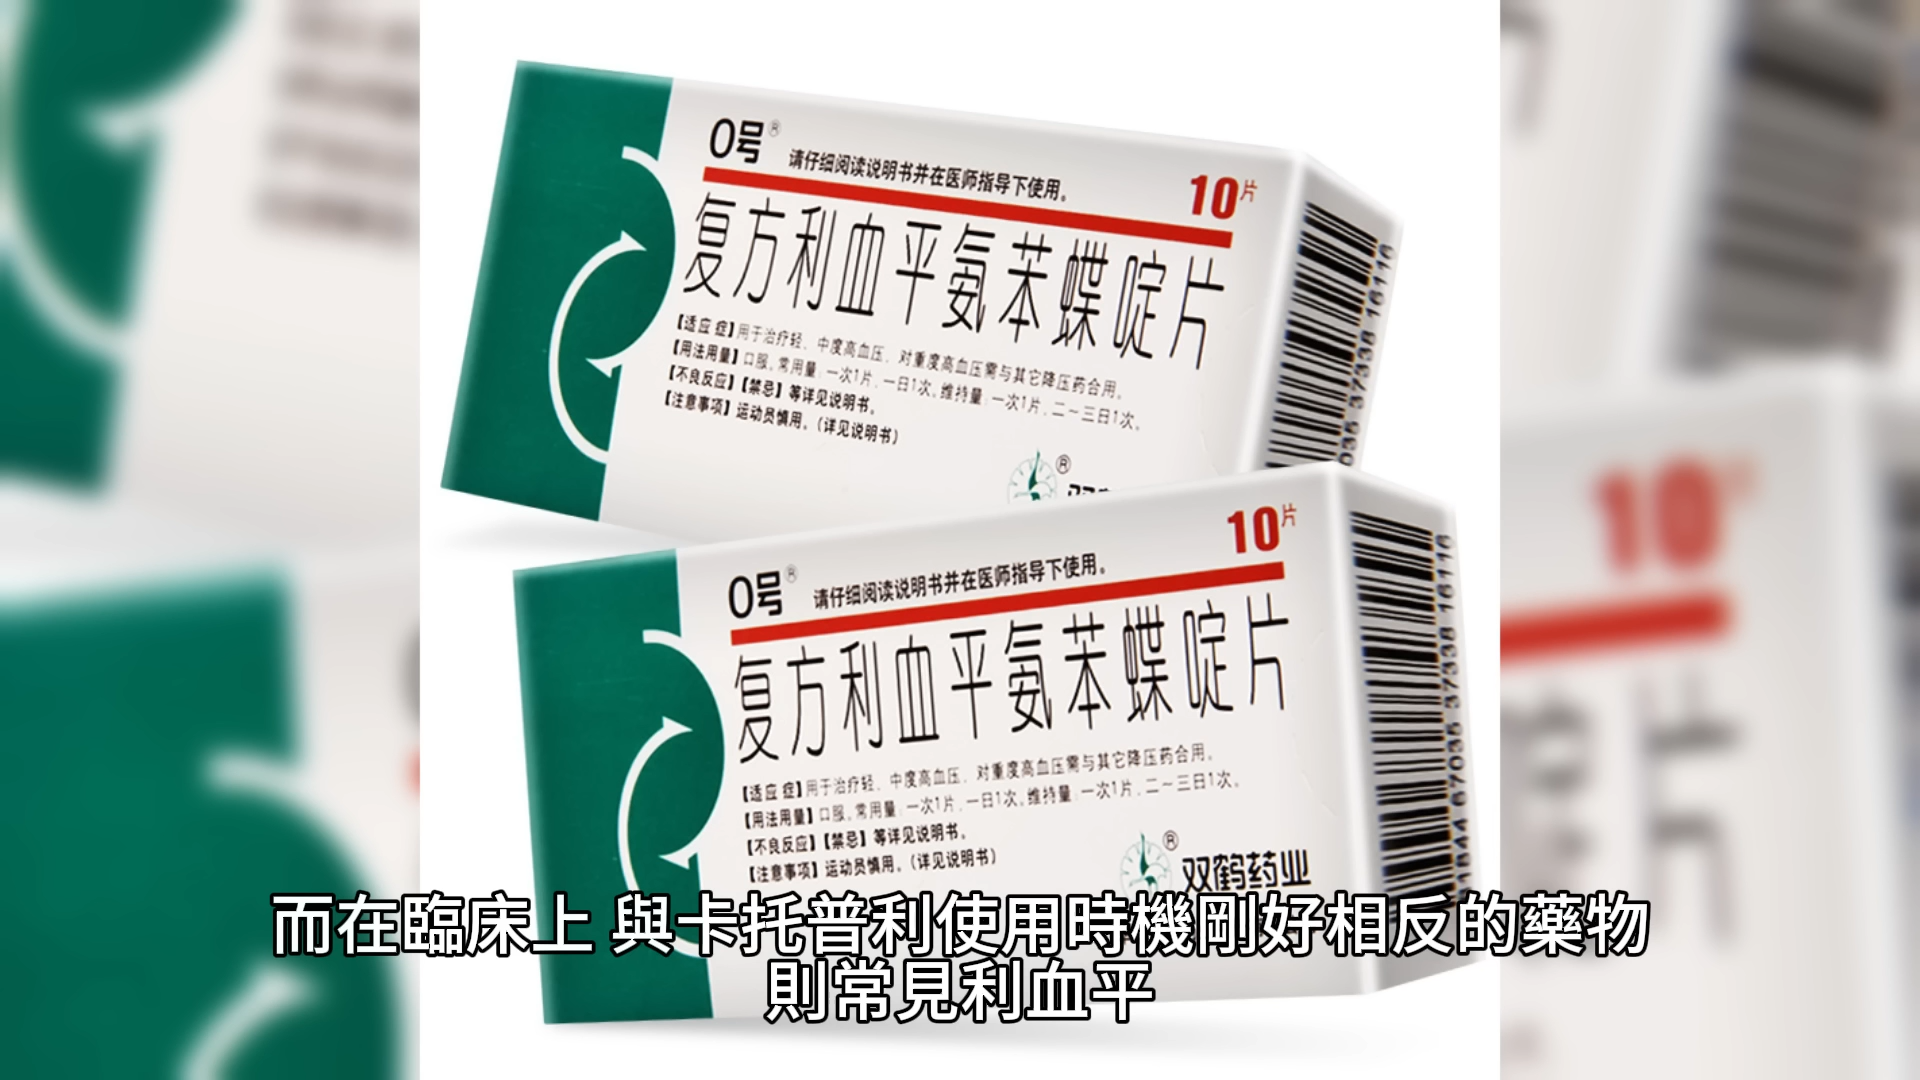 0号®
请仔细阅读说明书并在医师指导下使用。
10片
复方利血平氨苯蝶啶片
【适应症】用于治疗轻、中度高血压，对重度高血压需与其它降压药合用。
【用法用量】口服。常用量：一次1片，一日1次。维持量：一次1片，二～三日1次。
【不良反应】【禁忌】等详见说明书。
【注意事项】运动员慎用。（详见说明书）
®
0号®
请仔细阅读说明书并在医师指导下使用。
10片
复方利血平氨苯蝶啶片
【适应症】用于治疗轻、中度高血压，对重度高血压需与其它降压药合用。
【用法用量】口服。常用量：一次1片，一日1次。维持量：一次1片，二～三日1次。
【不良反应】【禁忌】等详见说明书。
【注意事项】运动员慎用。（详见说明书）
®
双鹤药业
而在臨床上 與卡托普利使用時機剛好相反的藥物
則常見利血平